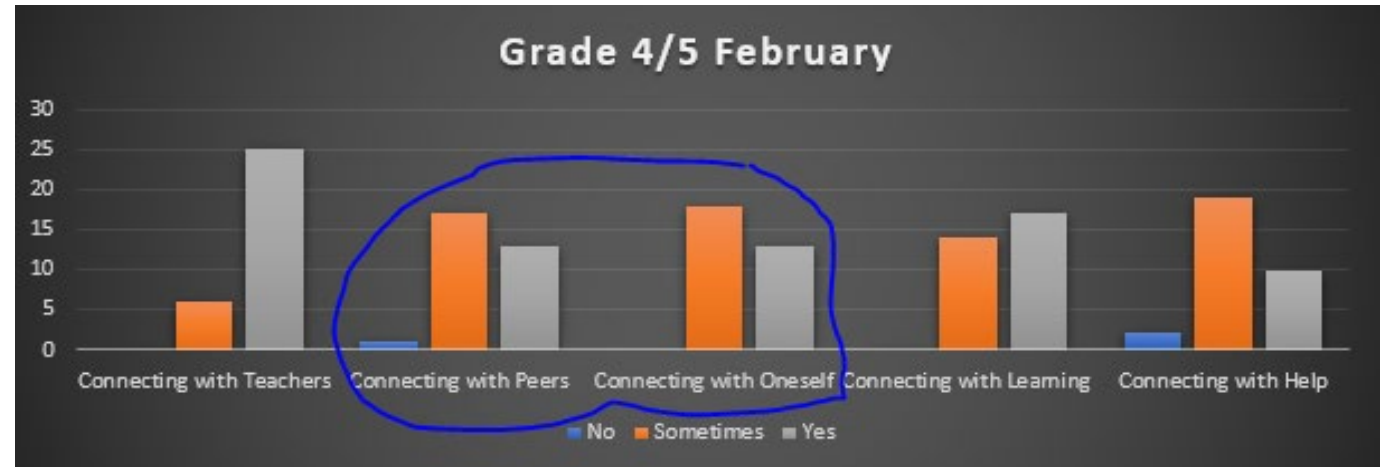 Grade 4/5 February
30
25
20
15
10
5
0
Connecting with Teachers Connecting with Peers Connecting with Oneself Connecting with Learning Connecting with Help
No Sometimes Yes